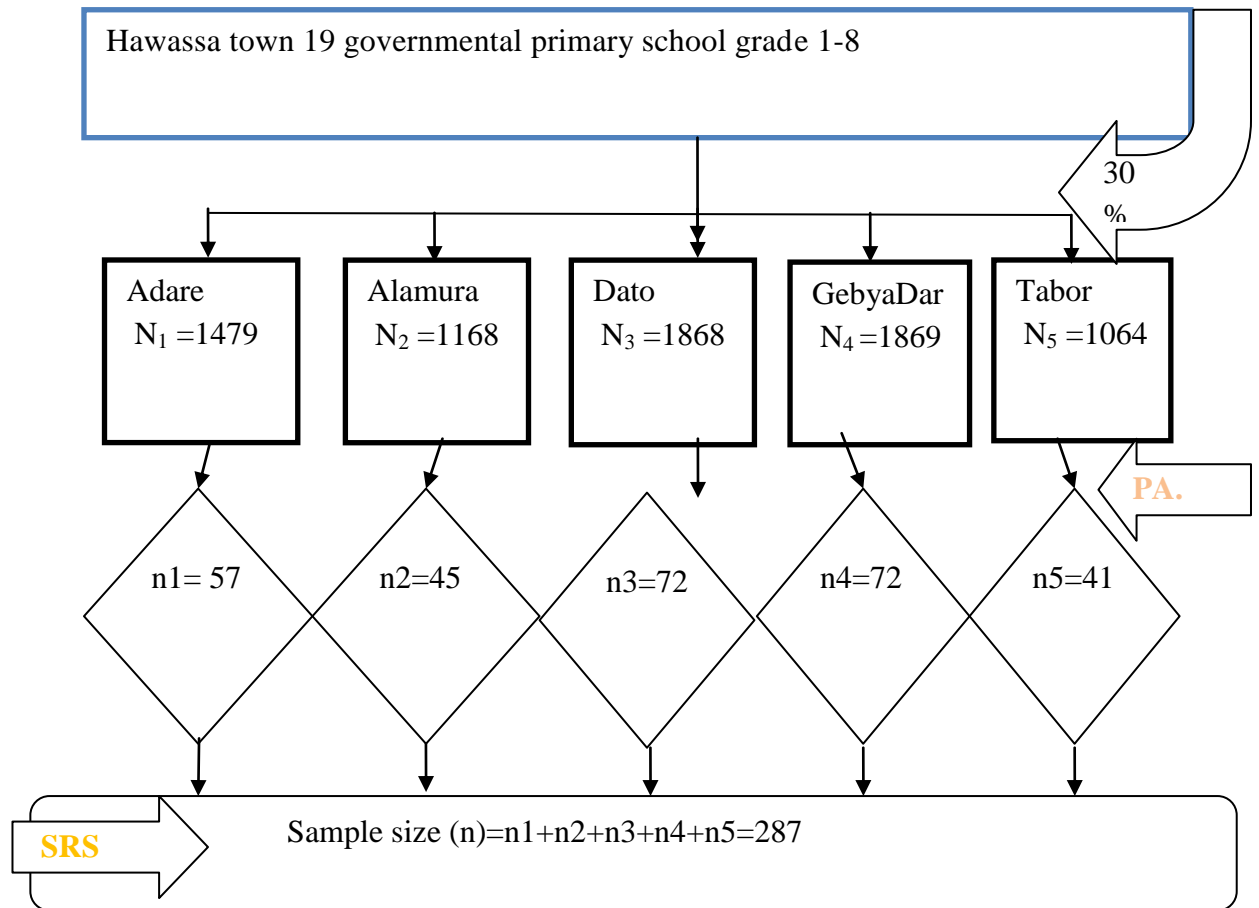 Hawassa town 19 governmental primary school grade 1-8
30
%
Adare
N₁ =1479
Alamura
N₂ =1168
Dato
N₃ =1868
GebyaDar
N₄ =1869
Tabor
N₅ =1064
PA.
n1= 57
n2=45
n3=72
n4=72
n5=41
SRS
Sample size (n)=n1+n2+n3+n4+n5=287